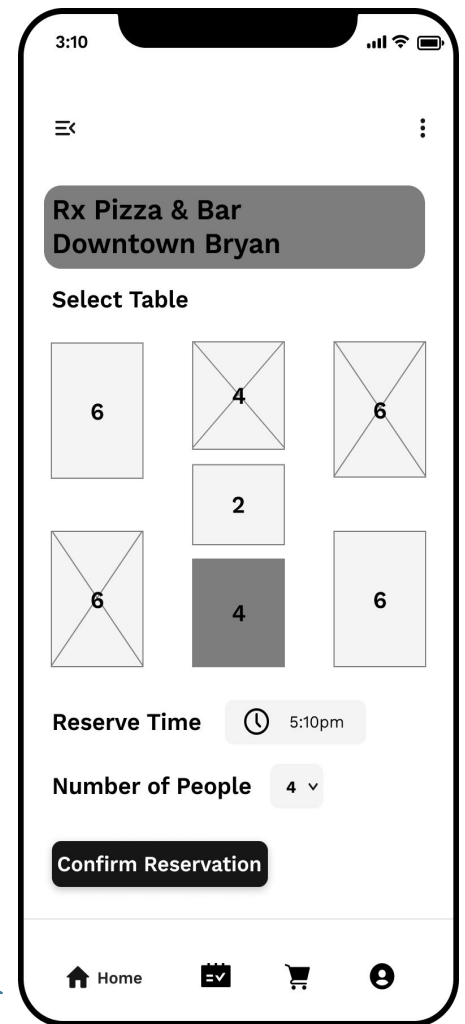 3:10
Rx Pizza & Bar
Downtown Bryan
Select Table
6
4
6
2
6
4
6
Reserve Time
5:10pm
Number of People
4
Confirm Reservation
Home